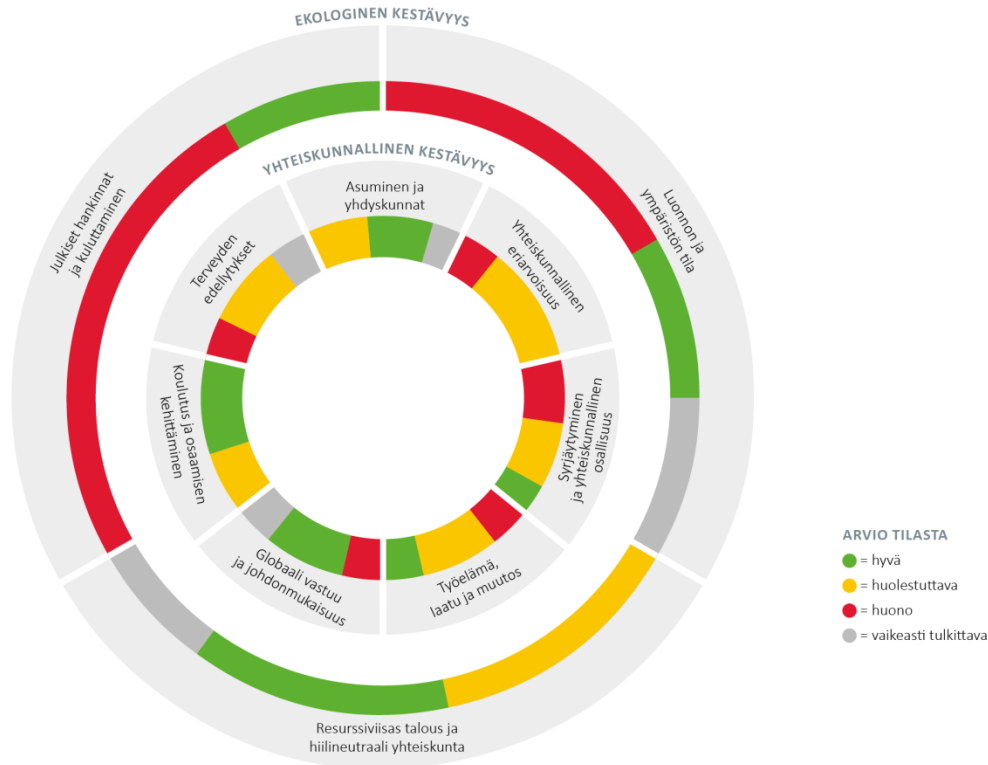 EKOLOGINEN KESTÄVYYS
YHTEISKUNNALLINEN KESTÄVYYS
Asuminen ja
yhdyskunnat
Yhteiskunnallinen
eriarvoisuus
Syrjäytyminen
ja yhteiskunnallinen
osallisuus
Työelämä,
laatu ja muutos
Globaali vastuu
ja johdonmukaisuus
Koulutus ja osaamisen
kehittäminen
Terveyden
edellytykset
Luonnon ja
ympäristön tila
Resurssiviisas talous ja
hiilineutraali yhteiskunta
Julkiset hankinnat
ja kuluttaminen
ARVIO TILASTA
= hyvä
= huolestuttava
= huono
= vaikeasti tulkittava